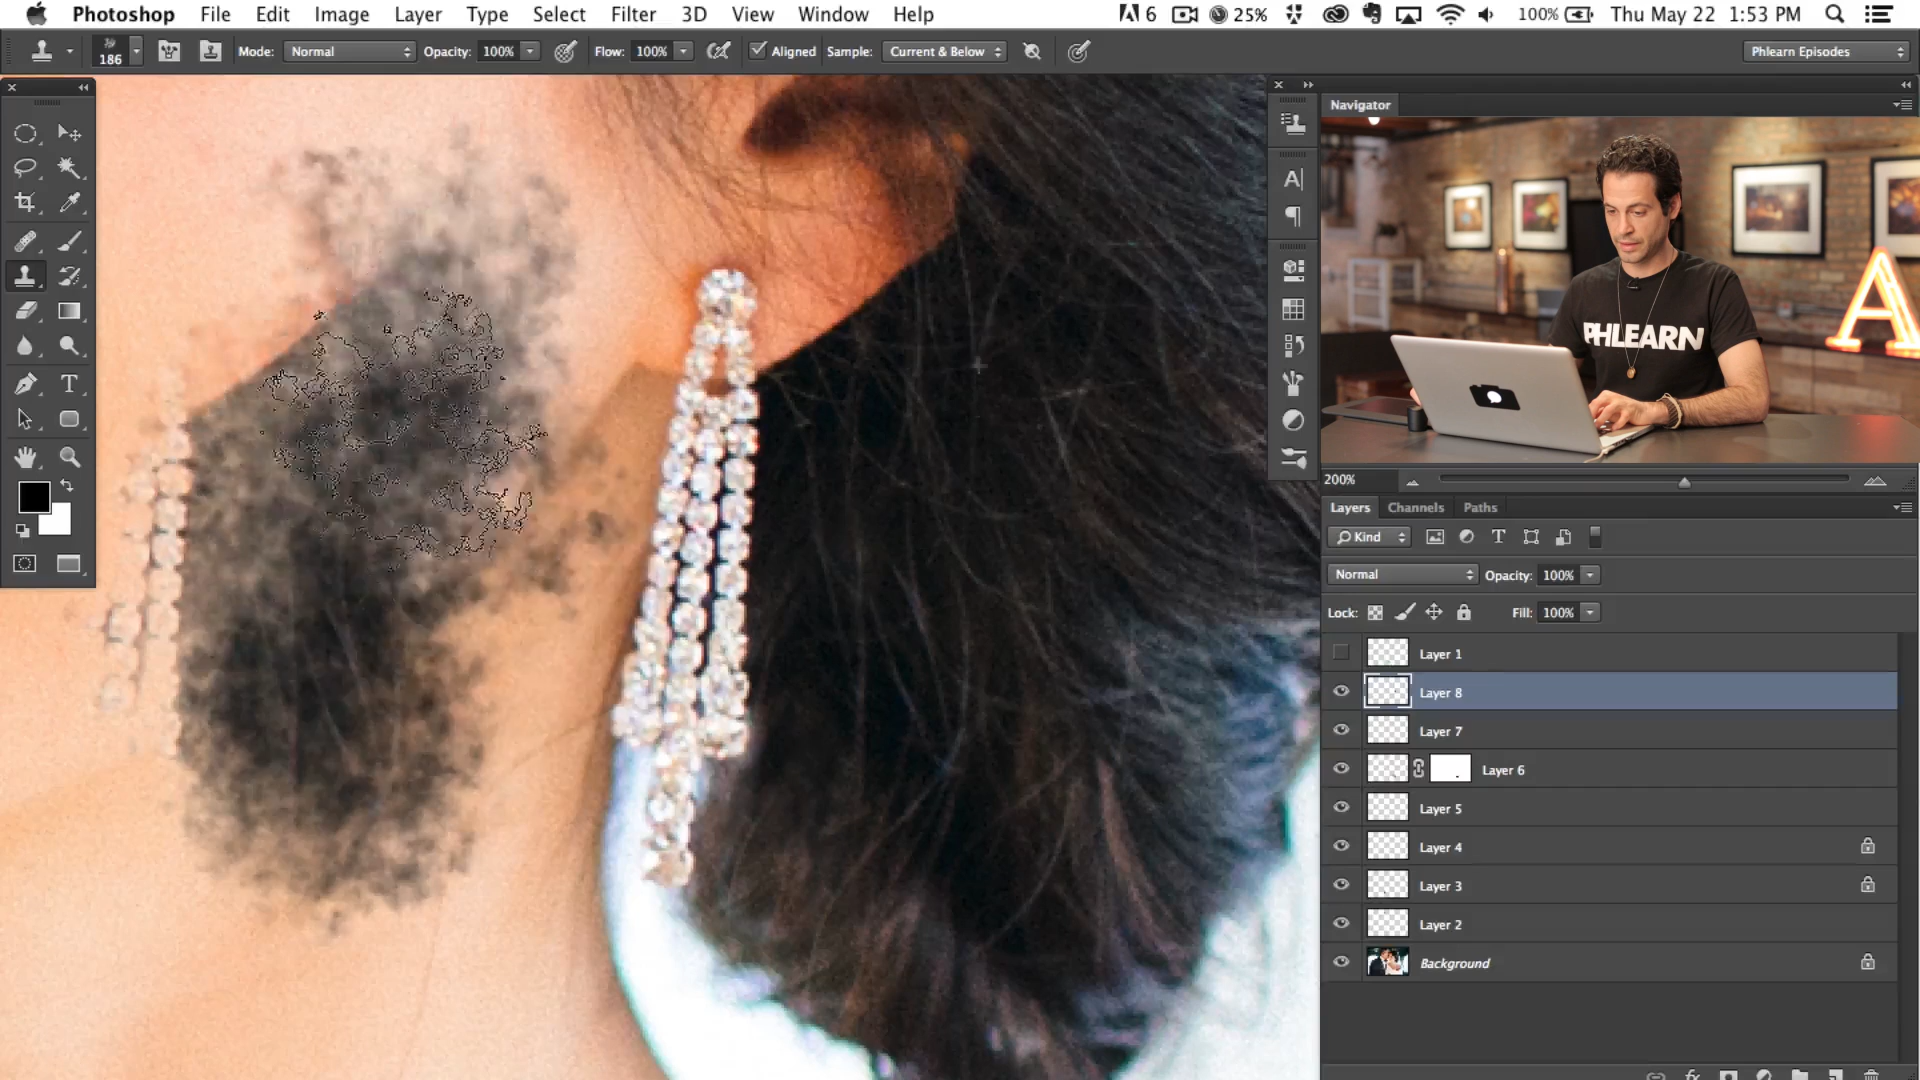 Photoshop File Edit Image Layer Type Select Filter 3D View Window Help 6 25% 100% Thu May 22 1:53 PM
186 Mode: Normal Opacity: 100% Flow: 100% Aligned Sample: Current & Below Phlearn Episodes
Navigator
PHLEARN
A
200%
Layers Channels Paths
Kind
Normal Opacity: 100%
Lock: Fill: 100%
Layer 1
Layer 8
Layer 7
Layer 6
Layer 5
Layer 4
Layer 3
Layer 2
Background